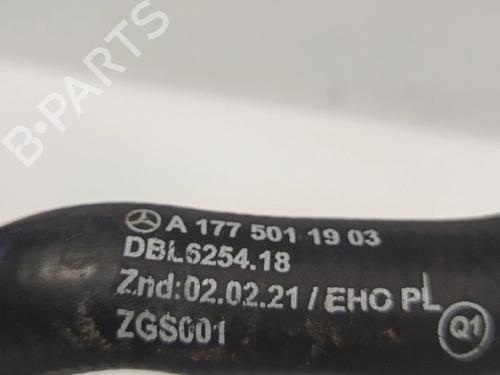 B-PARTS
A 177 501 19 03
DBL6254.18
Znd:02.02.21/EHO PL
ZGS001
Q1